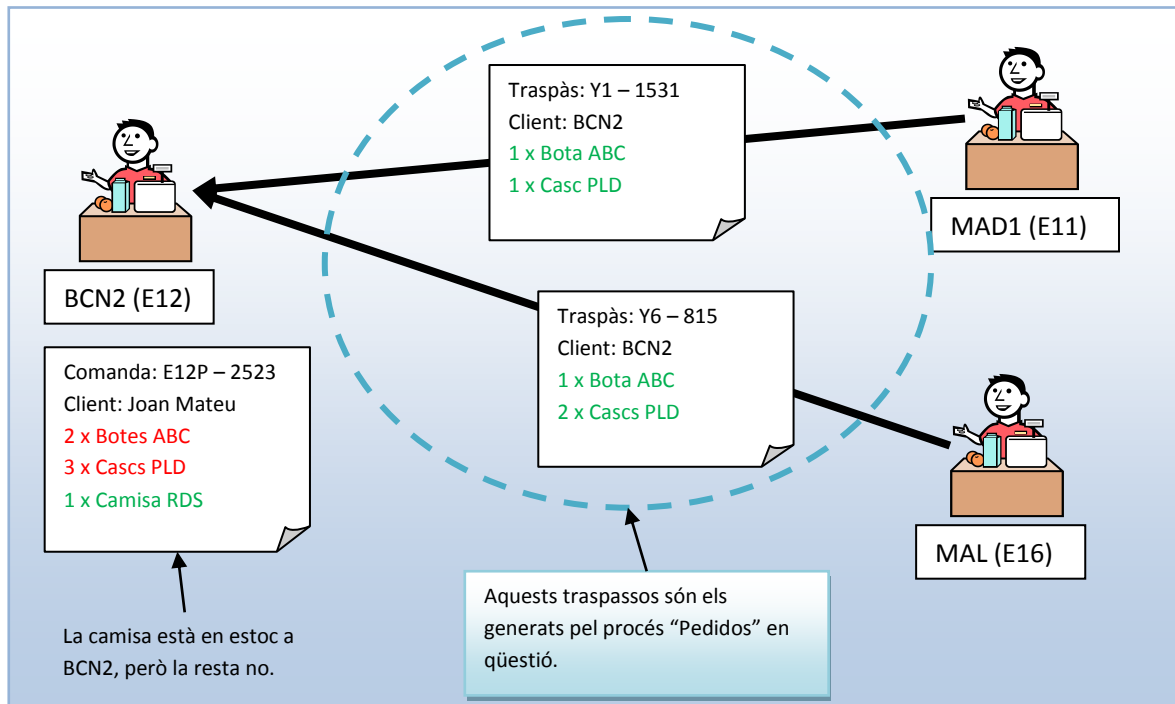 Traspàs: Y1 – 1531
Client: BCN2
1 x Bota ABC
1 x Casc PLD
MAD1 (E11)
BCN2 (E12)
Traspàs: Y6 – 815
Client: BCN2
1 x Bota ABC
2 x Cascs PLD
Comanda: E12P – 2523
Client: Joan Mateu
2 x Botes ABC
3 x Cascs PLD
1 x Camisa RDS
MAL (E16)
La camisa està en estoc a
BCN2, però la resta no.
Aquests traspassos són els
generats pel procés “Pedidos” en
qüestió.